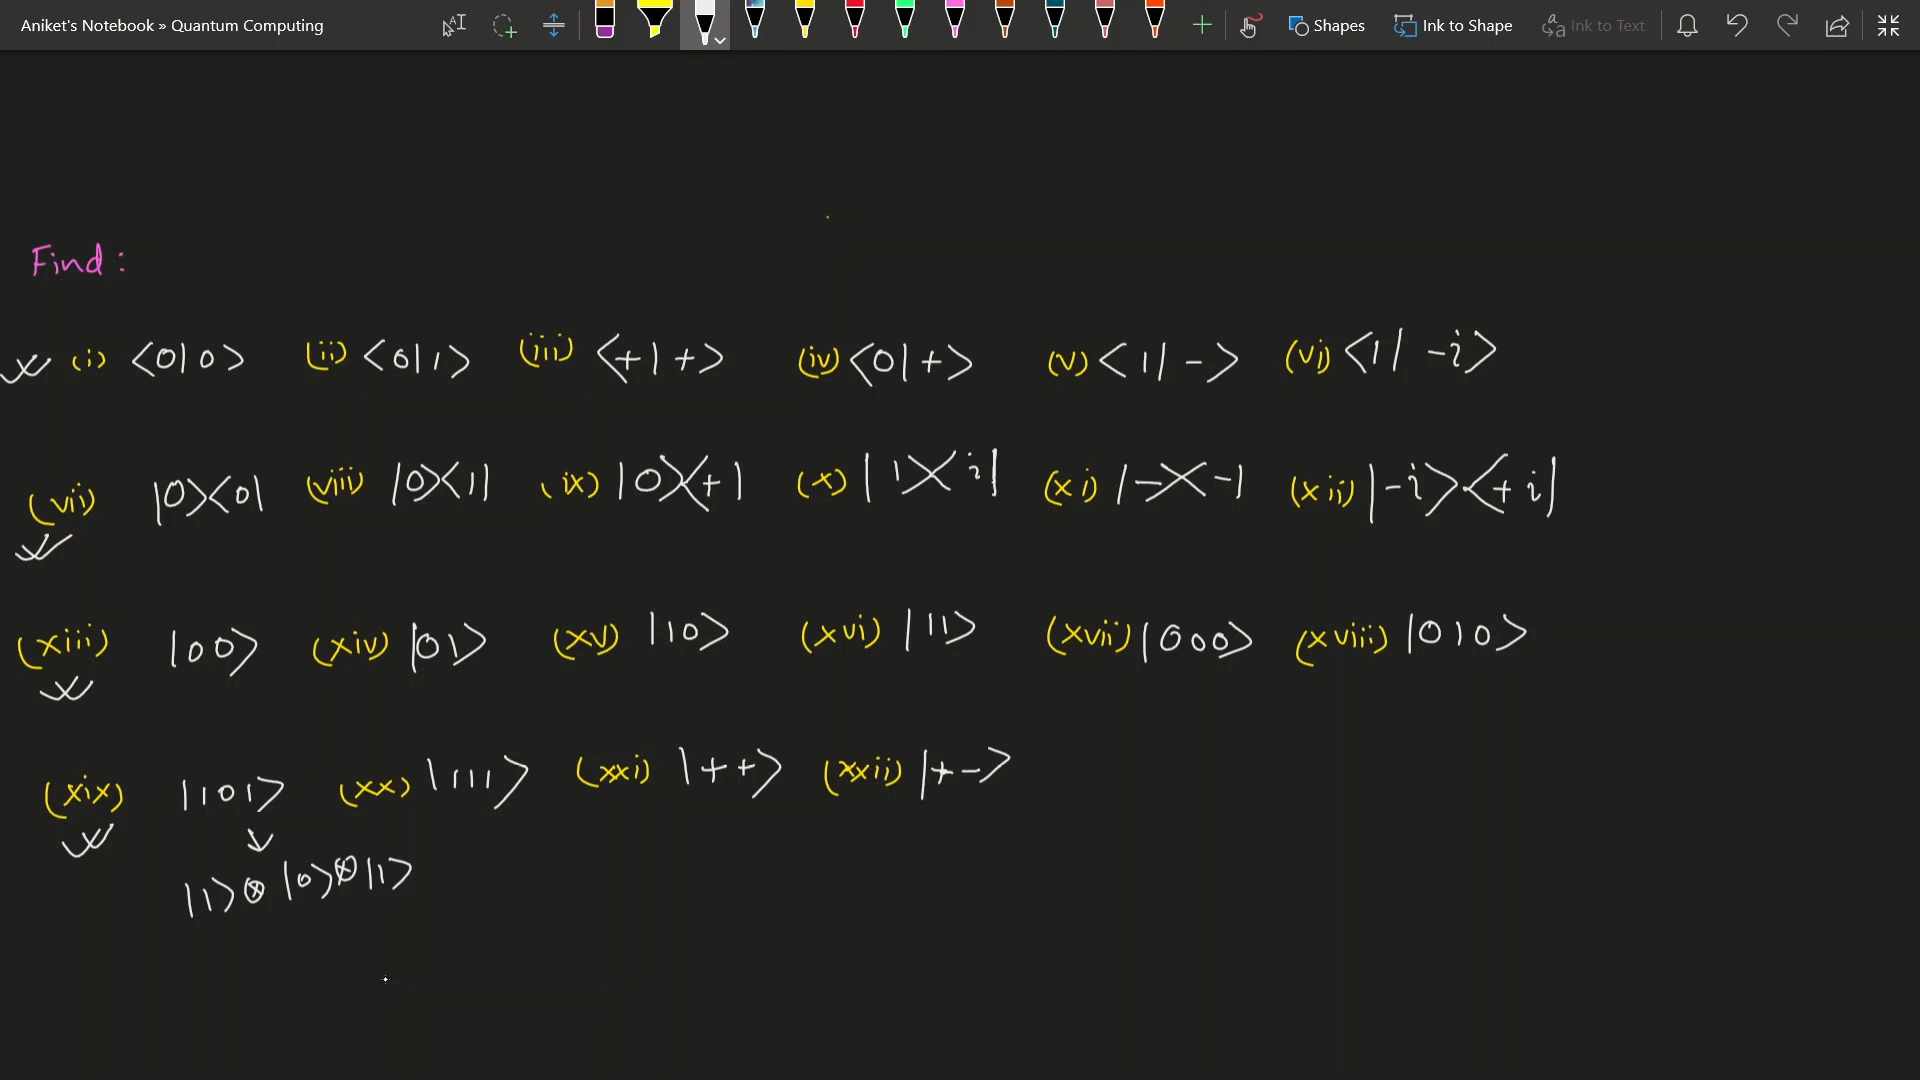 Aniket's Notebook » Quantum Computing
Shapes
Ink to Shape
Ink to Text
Find :
(i) <0|0> (ii) <0|1> (iii) <+|+> (iv) <0|+> (v) <1|-> (vi) <1|-i>
(vii) |0><0| (viii) |0><1| (ix) |0><+| (x) |1><i| (xi) |-><-| (xii) |-i><+i|
(xiii) |00> (xiv) |01> (xv) |10> (xvi) |11> (xvii) |000> (xviii) |010>
(xix) |101> (xx) |111> (xxi) |++> (xxii) |+->
↓
|1>⊗|0>⊗|1>